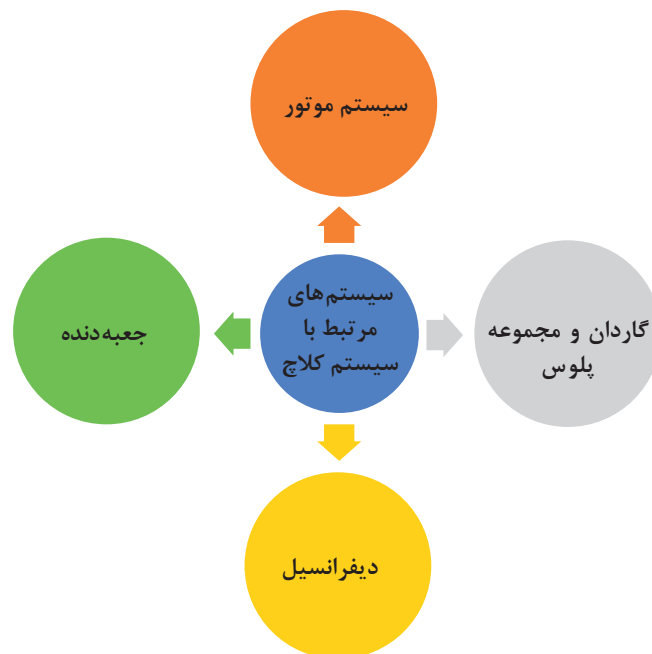 سیستم موتور
سیستم‌های
مرتبط با
سیستم کلاچ
گاردان و مجموعه
پلوس
جعبه‌دنده
دیفرانسیل